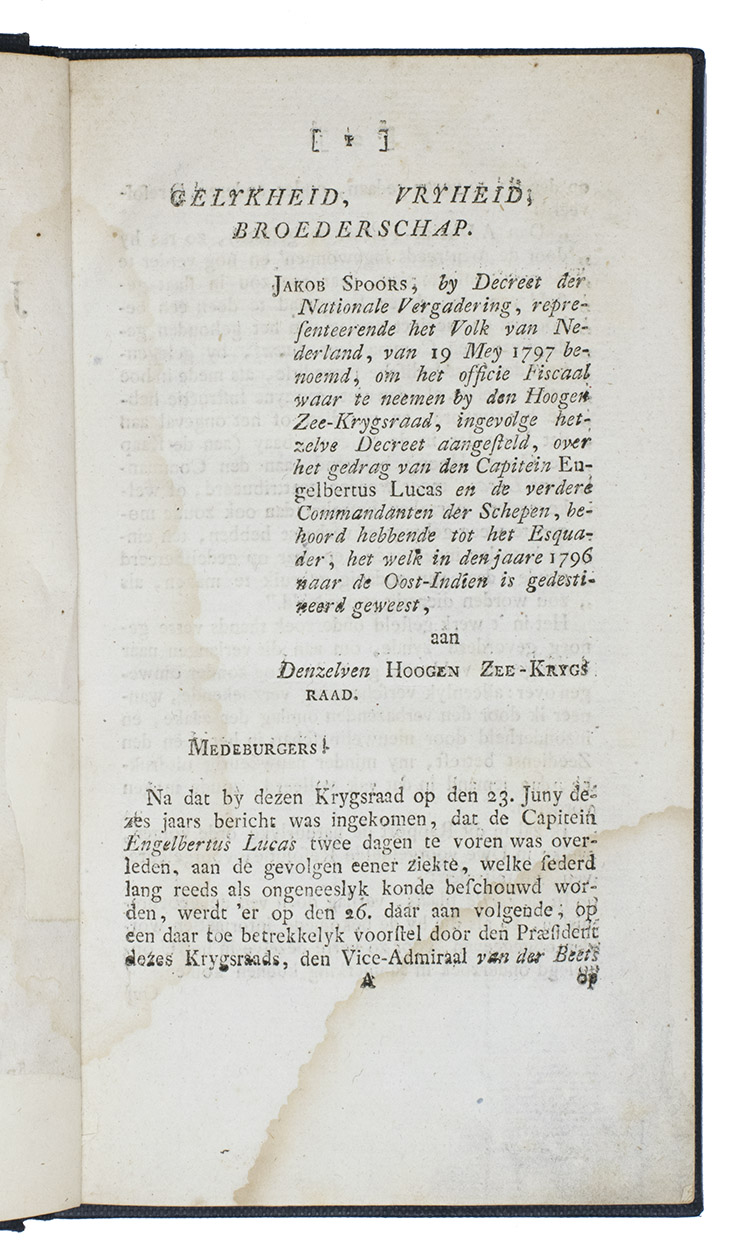 [ 1 ]
GELYKHEID, VRYHEID,
BROEDERSCHAP.
JAKOB SPOORS, by Decreet der
Nationale Vergadering, repre-
ſenteerende het Volk van Ne-
derland, van 19 Mey 1797 be-
noemd, om het officie Fiscaal
waar te neemen by den Hoogen
Zee-Krygsraad, ingevolge het-
zelve Decreet aangeſteld, over
het gedrag van den Capitein En-
gelbertus Lucas en de verdere
Commandanten der Schepen, be-
hoord hebbende tot het Esqua-
der, het welk in den jaare 1796
naar de Oost-Indien is gedesti-
neerd geweest,
aan
Denzelven HOOGEN ZEE-KRYGS
RAAD.
MEDEBURGERS!
Na dat by dezen Krygsraad op den 23. Juny de-
zes jaars bericht was ingekomen, dat de Capitein
Engelbertus Lucas twee dagen te voren was over-
leden, aan de gevolgen eener ziekte, welke ſederd
lang reeds als ongeneeslyk konde beſchouwd wor-
den, werdt 'er op den 26. daar aan volgende, op
een daar toe betrekkelyk voorſtel door den Præſident
dezes Krygsraads, den Vice-Admiraal van der Beets
A op